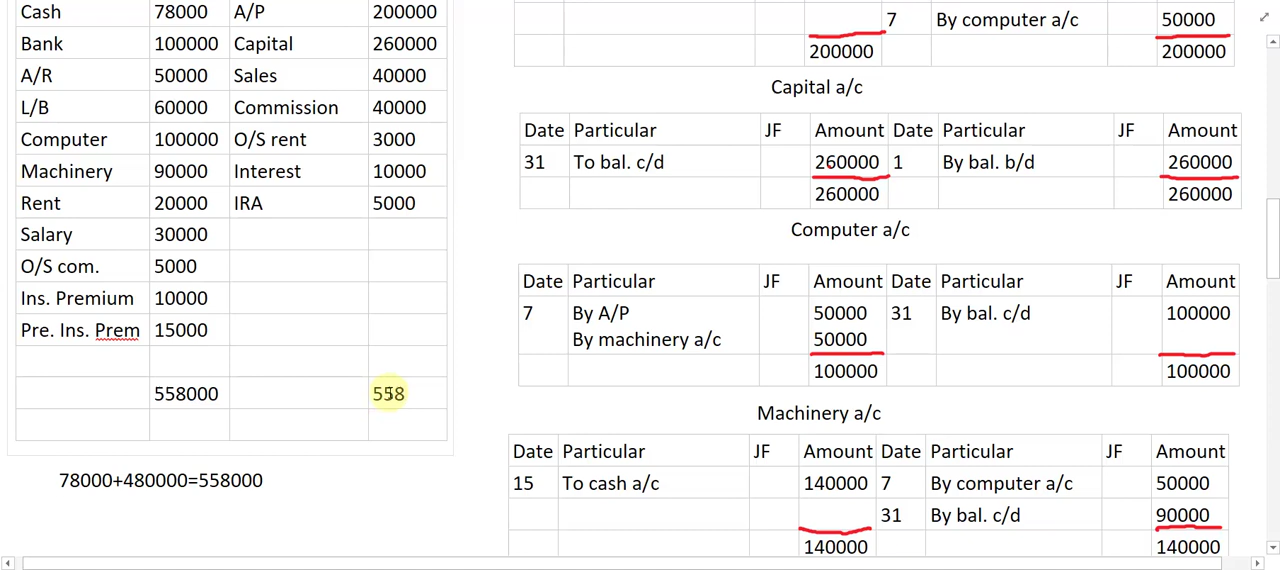 Cash 78000 A/P 200000
Bank 100000 Capital 260000
A/R 50000 Sales 40000
L/B 60000 Commission 40000
Computer 100000 O/S rent 3000
Machinery 90000 Interest 10000
Rent 20000 IRA 5000
Salary 30000
O/S com. 5000
Ins. Premium 10000
Pre. Ins. Prem 15000
558000 558
78000+480000=558000
7 By computer a/c 50000
200000 200000
Capital a/c
Date Particular JF Amount Date Particular JF Amount
31 To bal. c/d 260000 1 By bal. b/d 260000
260000 260000
Computer a/c
Date Particular JF Amount Date Particular JF Amount
7 By A/P 50000 31 By bal. c/d 100000
By machinery a/c 50000
100000 100000
Machinery a/c
Date Particular JF Amount Date Particular JF Amount
15 To cash a/c 140000 7 By computer a/c 50000
31 By bal. c/d 90000
140000 140000